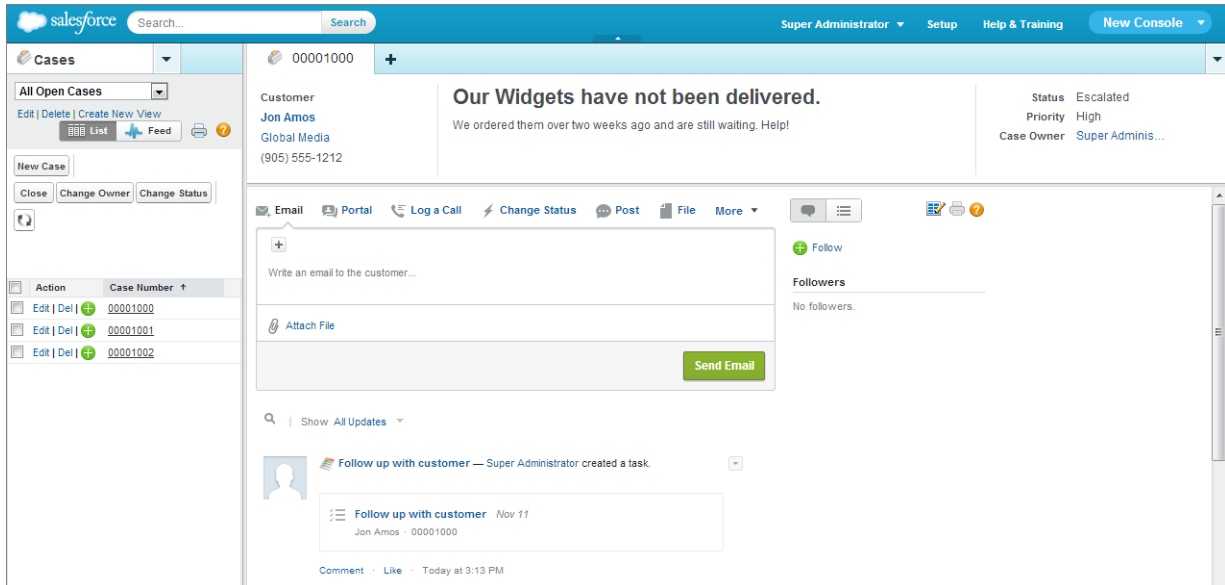 salesforce Search... Search Super Administrator Setup Help & Training New Console
Cases
All Open Cases
Edit | Delete | Create New View
List Feed
New Case
Close Change Owner Change Status
Action Case Number
Edit | Del | 00001000
Edit | Del | 00001001
Edit | Del | 00001002
00001000
Customer
Jon Amos
Global Media
(905) 555-1212
Our Widgets have not been delivered.
We ordered them over two weeks ago and are still waiting. Help!
Status Escalated
Priority High
Case Owner Super Adminis...
Email Portal Log a Call Change Status Post File More
Write an email to the customer...
Attach File
Send Email
Follow
Followers
No followers.
Show All Updates
Follow up with customer — Super Administrator created a task.
Follow up with customer Nov 11
Jon Amos · 00001000
Comment · Like · Today at 3:13 PM